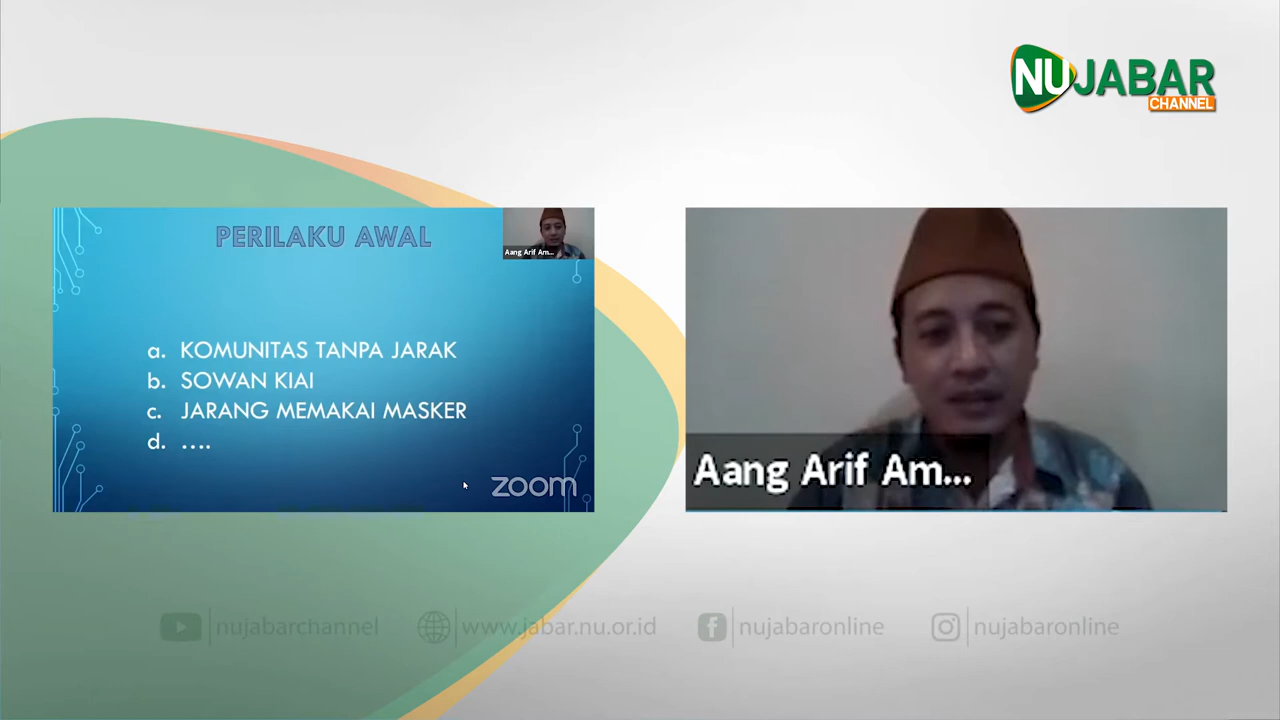 NU JABAR
CHANNEL
PERILAKU AWAL
Aang Arif Am...
a. KOMUNITAS TANPA JARAK
b. SOWAN KIAI
c. JARANG MEMAKAI MASKER
d. ....
zoom
Aang Arif Am...
nujabarchannel
www.jabar.nu.or.id
nujabaronline
nujabaronline